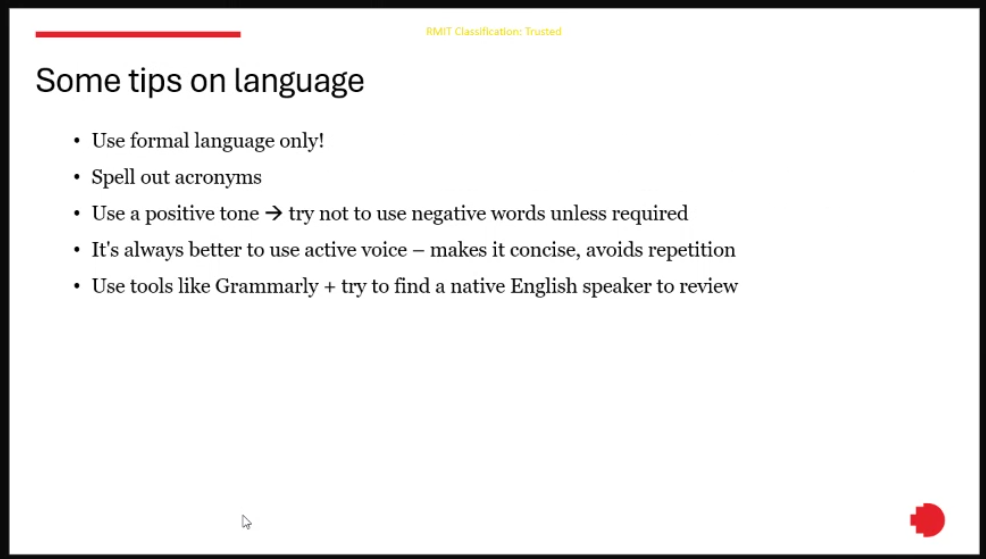 RMIT Classification: Trusted
Some tips on language
• Use formal language only!
• Spell out acronyms
• Use a positive tone → try not to use negative words unless required
• It's always better to use active voice – makes it concise, avoids repetition
• Use tools like Grammarly + try to find a native English speaker to review